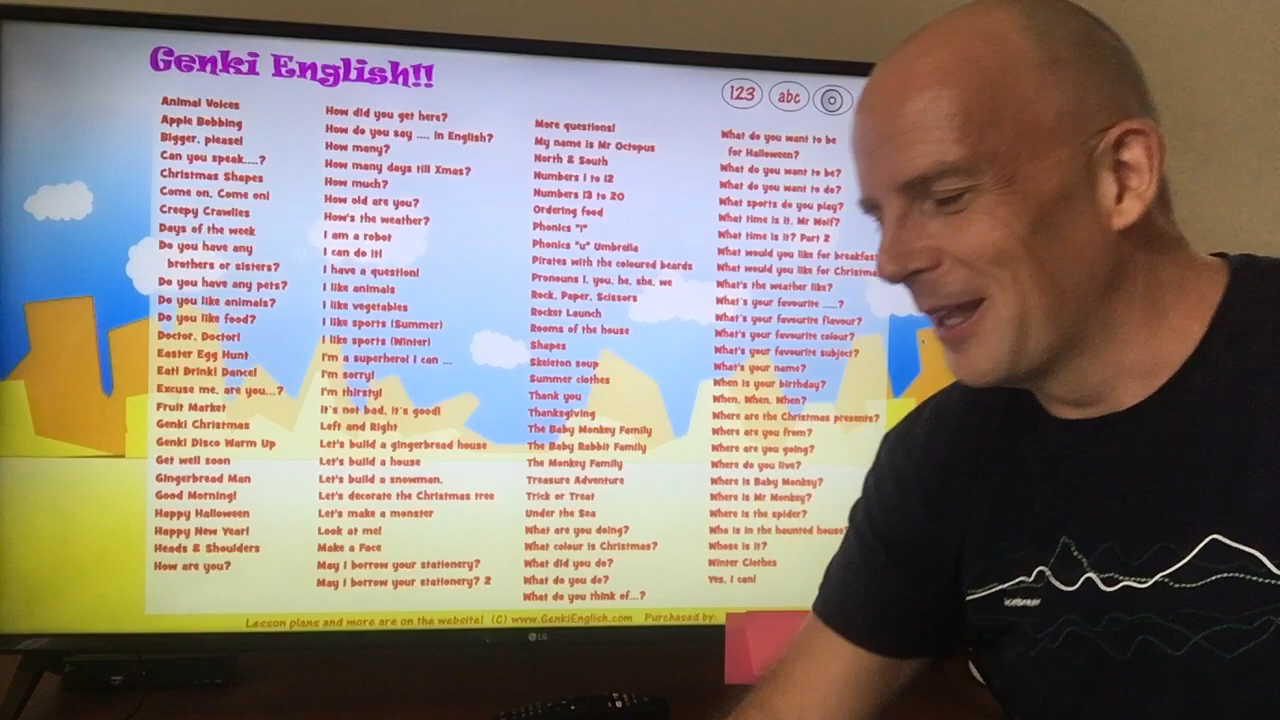 Genki English!!
123
abc
Animal Voices
Apple Bobbing
Bigger, please!
Can you speak....?
Christmas Shapes
Come on, Come on!
Creepy Crawlies
Days of the week
Do you have any
brothers or sisters?
Do you have any pets?
Do you like animals?
Do you like food?
Doctor, Doctor!
Easter Egg Hunt
Eat! Drink! Dance!
Excuse me, are you...?
Fruit Market
Genki Christmas
Genki Disco Warm Up
Get well soon
Gingerbread Man
Good Morning!
Happy Halloween
Happy New Year!
Heads & Shoulders
How are you?
How did you get here?
How do you say .... in English?
How many?
How many days till Xmas?
How much?
How old are you?
How's the weather?
I am a robot
I can do it!
I have a question!
I like animals
I like vegetables
I like sports (Summer)
I like sports (Winter)
I'm a superhero! I can ...
I'm sorry!
I'm thirsty!
It's not bad, it's good!
Left and Right
Let's build a gingerbread house
Let's build a house
Let's build a snowman.
Let's decorate the Christmas tree
Let's make a monster
Look at me!
Make a Face
May I borrow your stationery?
May I borrow your stationery? 2
More questions!
My name is Mr Octopus
North & South
Numbers 1 to 12
Numbers 13 to 20
Ordering food
Phonics
Phonics "u" Umbrella
Pirates with the coloured beards
Pronouns I, you, he, she, we
Rock, Paper, Scissors
Rocket Launch
Rooms of the house
Shapes
Skeleton soup
Summer clothes
Thank you
Thanksgiving
The Baby Monkey Family
The Baby Rabbit Family
The Monkey Family
Treasure Adventure
Trick or Treat
Under the Sea
What are you doing?
What colour is Christmas?
What did you do?
What do you do?
What do you think of...?
What do you want to be
for Halloween?
What do you want to be?
What do you want to do?
What sports do you play?
What time is it, Mr Wolf?
What time is it? Part 2
What would you like for breakfast
What would you like for Christma
What's the weather like?
What's your favourite ....?
What's your favourite flavour?
What's your favourite colour?
What's your favourite subject?
What's your name?
When is your birthday?
When, When, When?
Where are the Christmas presents?
Where are you from?
Where are you going?
Where do you live?
Where is Baby Monkey?
Where is Mr Monkey?
Where is the spider?
Who is in the haunted house?
Whose is it?
Winter Clothes
Yes, I can!
Lesson plans and more are on the website! (C) www.GenkiEnglish.com Purchased by:
LG
icebreaker